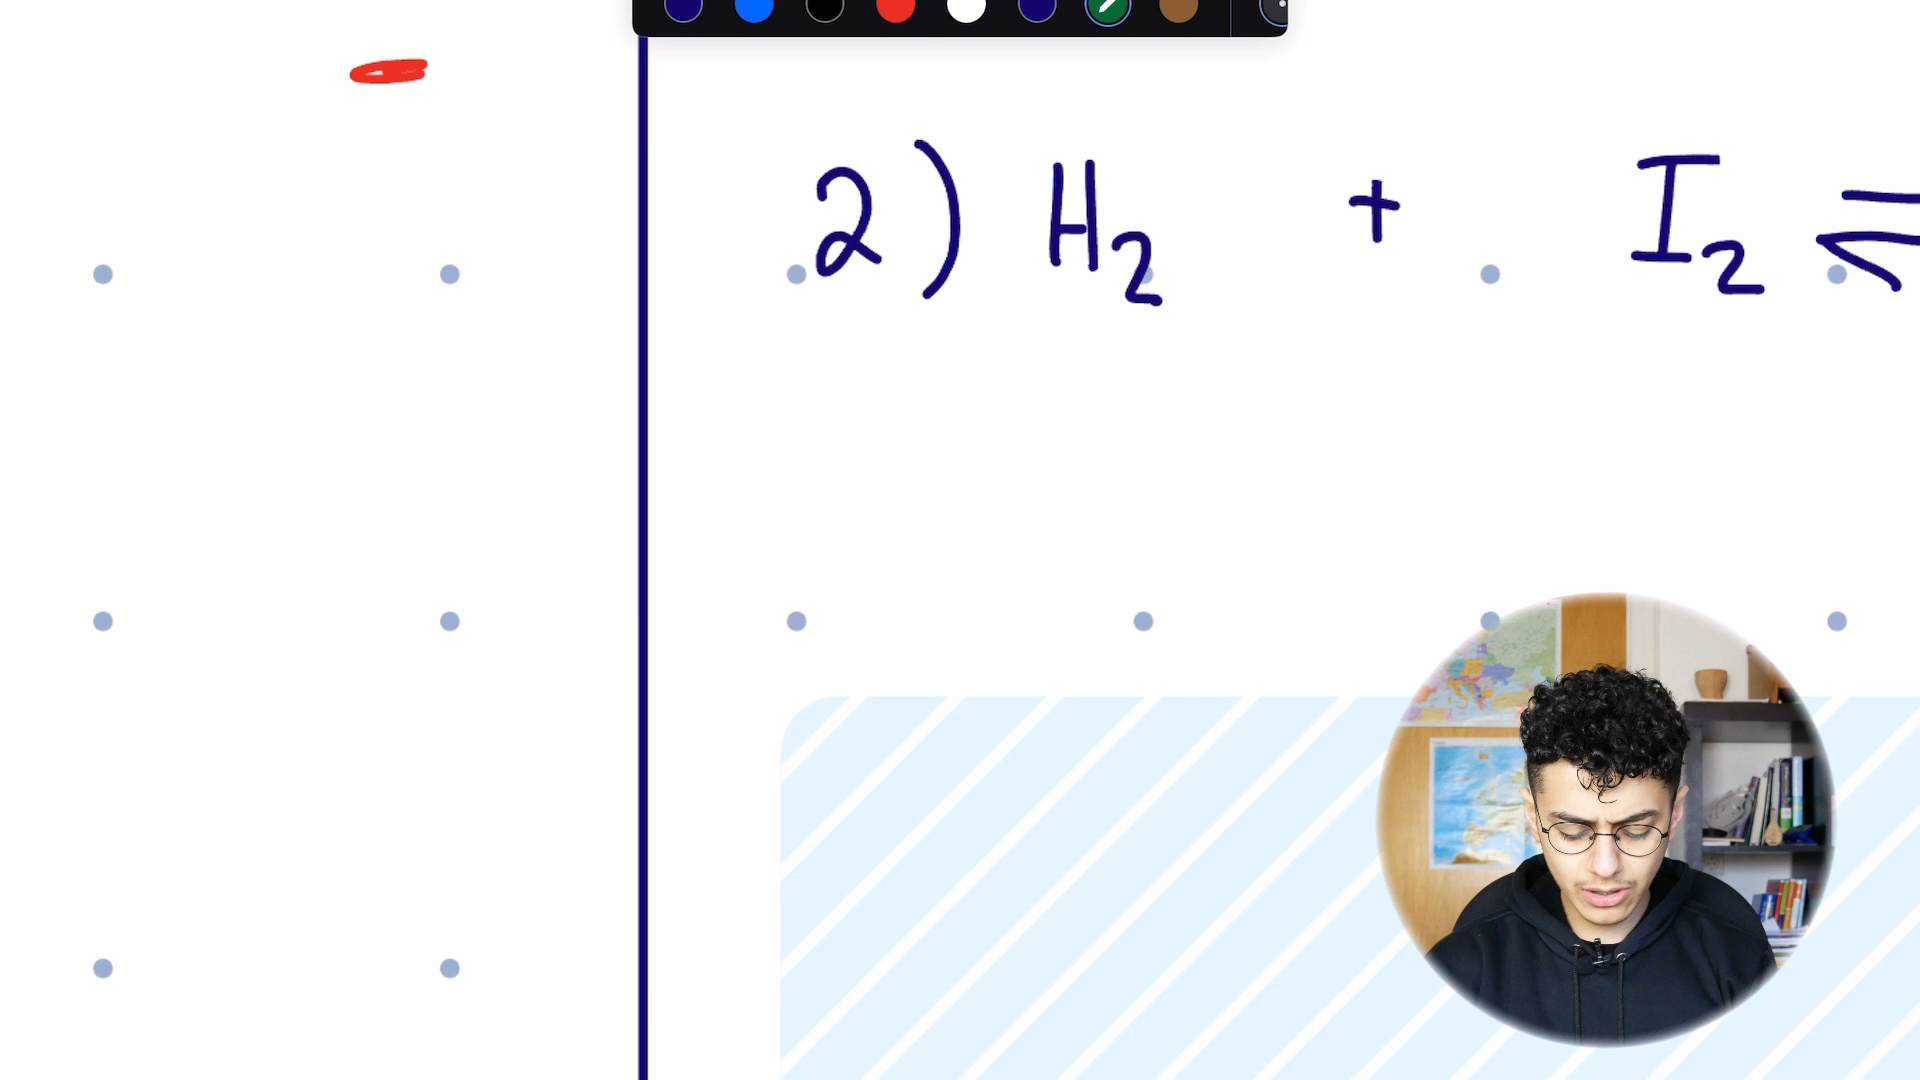 2) H₂ + I₂ ⇌